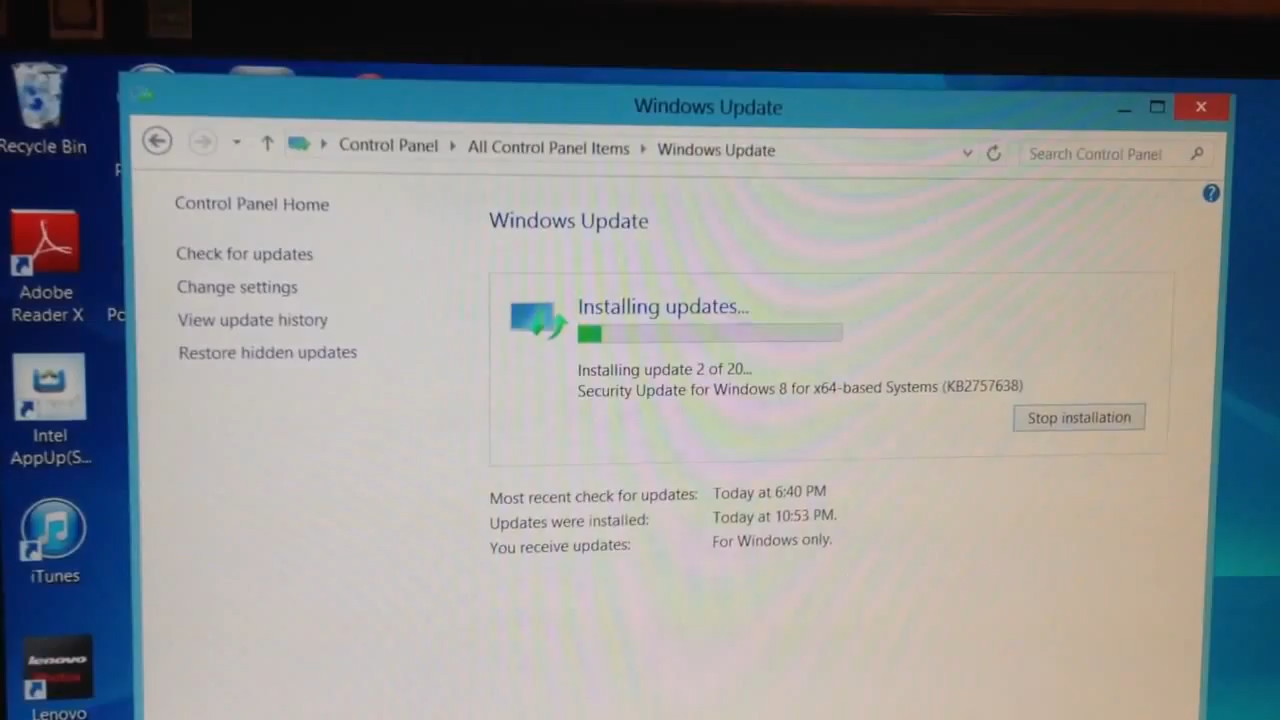 Windows Update
Control Panel
All Control Panel Items
Windows Update
Search Control Panel
Recycle Bin
Control Panel Home
Check for updates
Change settings
View update history
Restore hidden updates
Windows Update
Installing updates...
Installing update 2 of 20...
Security Update for Windows 8 for x64-based Systems (KB2757638)
Stop installation
Most recent check for updates: Today at 6:40 PM
Updates were installed: Today at 10:53 PM.
You receive updates: For Windows only.
Adobe
Reader X
Intel
AppUp(S...
iTunes
lenovo
Lenovo